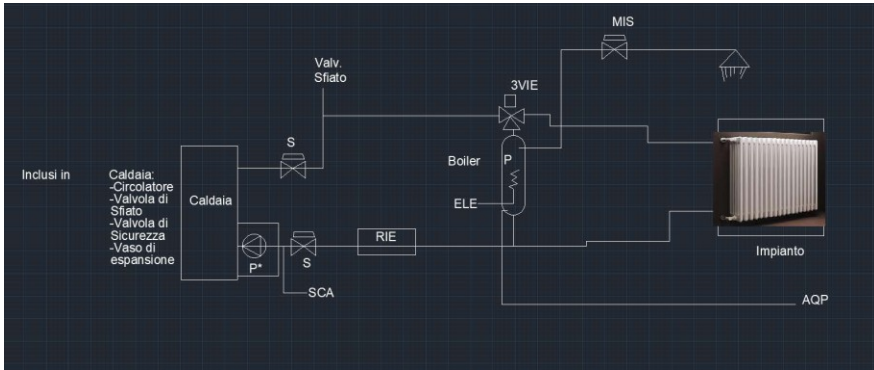 MIS
Valv.
Sfiato
3VIE
S
Boiler
P
Inclusi in
Caldaia:
-Circolatore
-Valvola di
Sfiato
-Valvola di
Sicurezza
-Vaso di
espansione
Caldaia
ELE
RIE
P*
S
Impianto
SCA
AQP